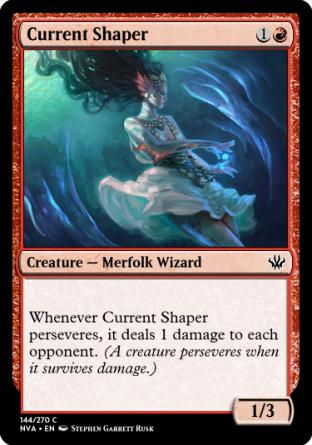 Current Shaper 1
Creature — Merfolk Wizard
Whenever Current Shaper
perseveres, it deals 1 damage to each
opponent. (A creature perseveres when
it survives damage.)
1/3
144/270 C
NVA • EN Stephen Garrett Rusk